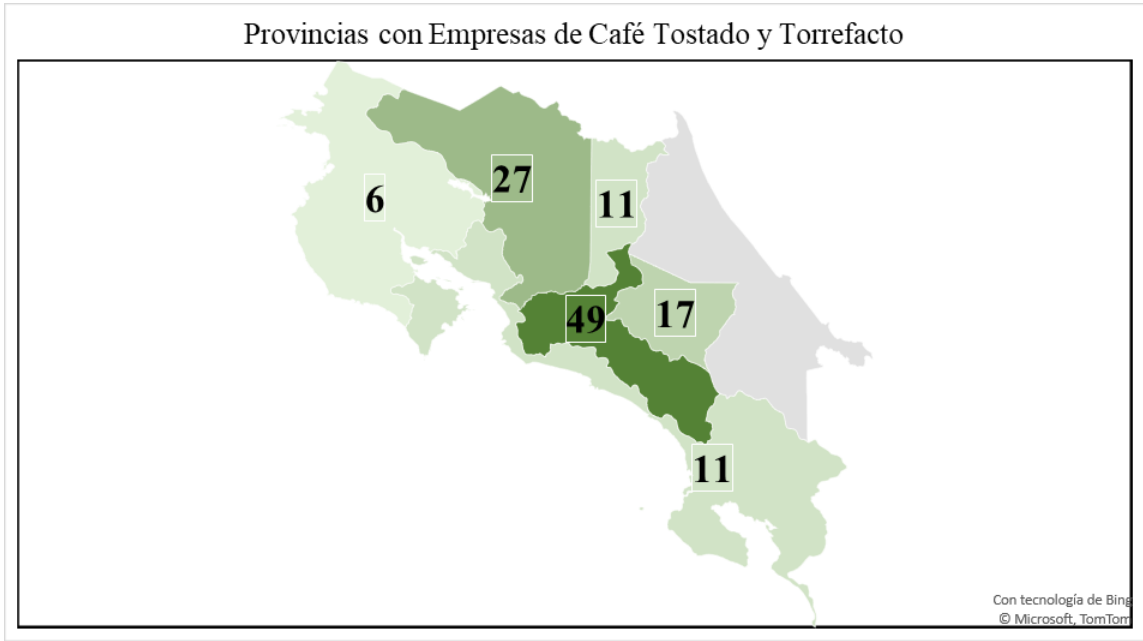 Provincias con Empresas de Café Tostado y Torrefacto
27
6
11
49
17
11
Con tecnología de Bing
© Microsoft, TomTom